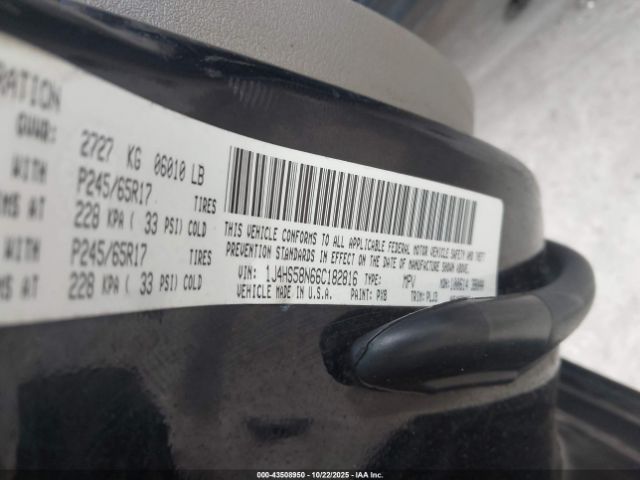 RATION
GVWR: 2727 KG 06010 LB
WITH P245/65R17 TIRES
MS AT 228 KPA ( 33 PSI) COLD
WITH P245/65R17 TIRES
MS AT 228 KPA ( 33 PSI) COLD
THIS VEHICLE CONFORMS TO ALL APPLICABLE FEDERAL MOTOR VEHICLE SAFETY AND THEFT
PREVENTION STANDARDS IN EFFECT ON THE DATE OF MANUFACTURE SHOWN ABOVE.
VIN: 1J4HS58N66C182816 TYPE: MPV
VEHICLE MADE IN U.S.A. PAINT: PXB TRIM:
000-43508950 - 10/22/2025 - IAA Inc.